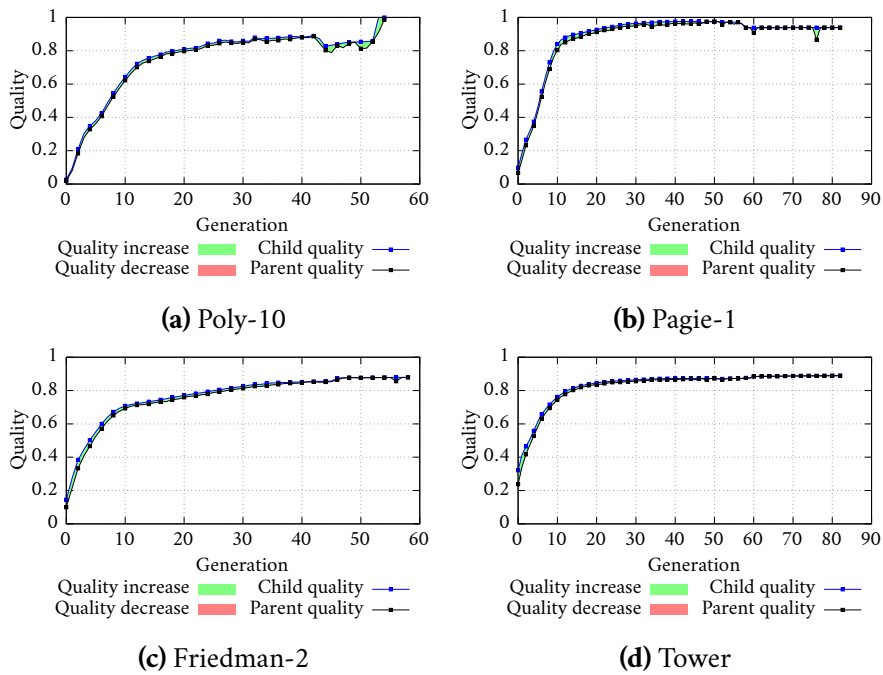 1
0.8
0.6
0.4
0.2
0
Quality
0 10 20 30 40 50 60
Generation
Quality increase Child quality
Quality decrease Parent quality
(a) Poly-10
1
0.8
0.6
0.4
0.2
0
Quality
0 10 20 30 40 50 60 70 80 90
Generation
Quality increase Child quality
Quality decrease Parent quality
(b) Pagie-1
1
0.8
0.6
0.4
0.2
0
Quality
0 10 20 30 40 50 60
Generation
Quality increase Child quality
Quality decrease Parent quality
(c) Friedman-2
1
0.8
0.6
0.4
0.2
0
Quality
0 10 20 30 40 50 60 70 80 90
Generation
Quality increase Child quality
Quality decrease Parent quality
(d) Tower